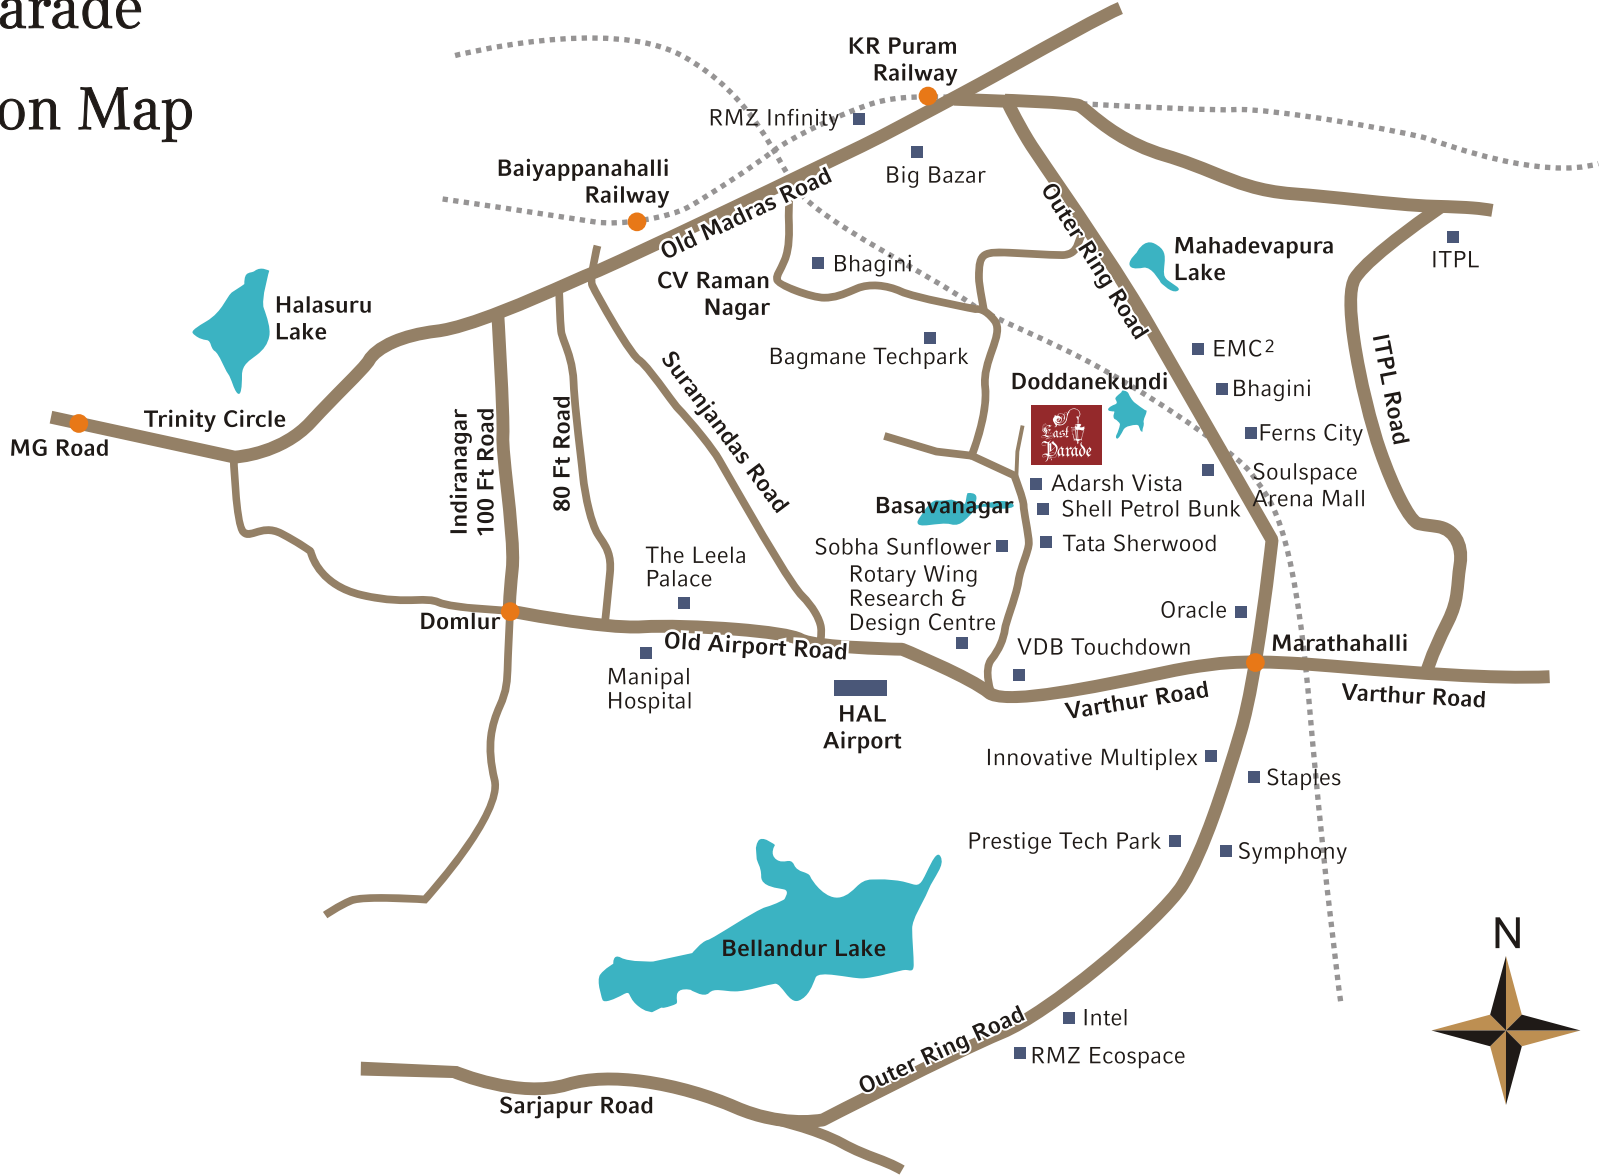 arade
on Map
KR Puram
Railway
RMZ Infinity
Big Bazar
Baiyappanahalli
Railway
Old Madras Road
Outer Ring Road
Mahadevapura
Lake
ITPL
Bhagini
CV Raman
Nagar
Halasuru
Lake
Bagmane Techpark
EMC2
Doddanekundi
Bhagini
ITPL Road
Suranjandas Road
East
Parade
Trinity Circle
MG Road
Indiranagar
100 Ft Road
80 Ft Road
Ferns City
Soulspace
Arena Mall
Adarsh Vista
Basavanagar
Shell Petrol Bunk
Sobha Sunflower
Tata Sherwood
The Leela
Palace
Rotary Wing
Research &
Design Centre
Oracle
Domlur
Old Airport Road
VDB Touchdown
Marathahalli
Manipal
Hospital
Varthur Road
Varthur Road
HAL
Airport
Innovative Multiplex
Staples
Prestige Tech Park
Symphony
Bellandur Lake
N
Intel
Outer Ring Road
RMZ Ecospace
Sarjapur Road